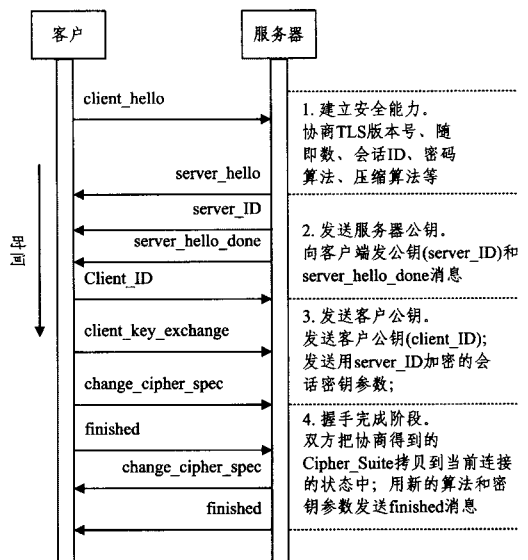 客户
服务器
client_hello
server_hello
server_ID
server_hello_done
Client_ID
client_key_exchange
change_cipher_spec
finished
change_cipher_spec
finished
时间
1. 建立安全能力。
协商TLS版本号、随
即数、会话ID、密码
算法、压缩算法等
2. 发送服务器公钥。
向客户端发公钥(server_ID)和
server_hello_done消息
3. 发送客户公钥。
发送客户公钥(client_ID);
发送用server_ID加密的会
话密钥参数;
4. 握手完成阶段。
双方把协商得到的
Cipher_Suite拷贝到当前连接
的状态中；用新的算法和密
钥参数发送finished消息